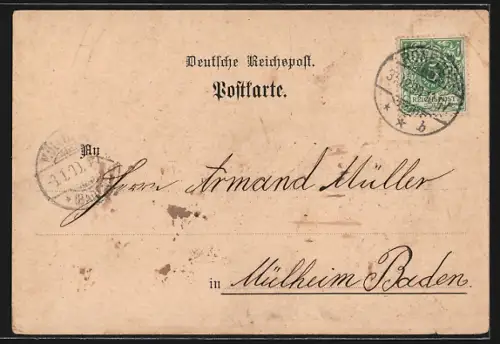 Deutsche Reichspost.
Postkarte.
An
Herrn Armand Müller
in Mülheim Baden.